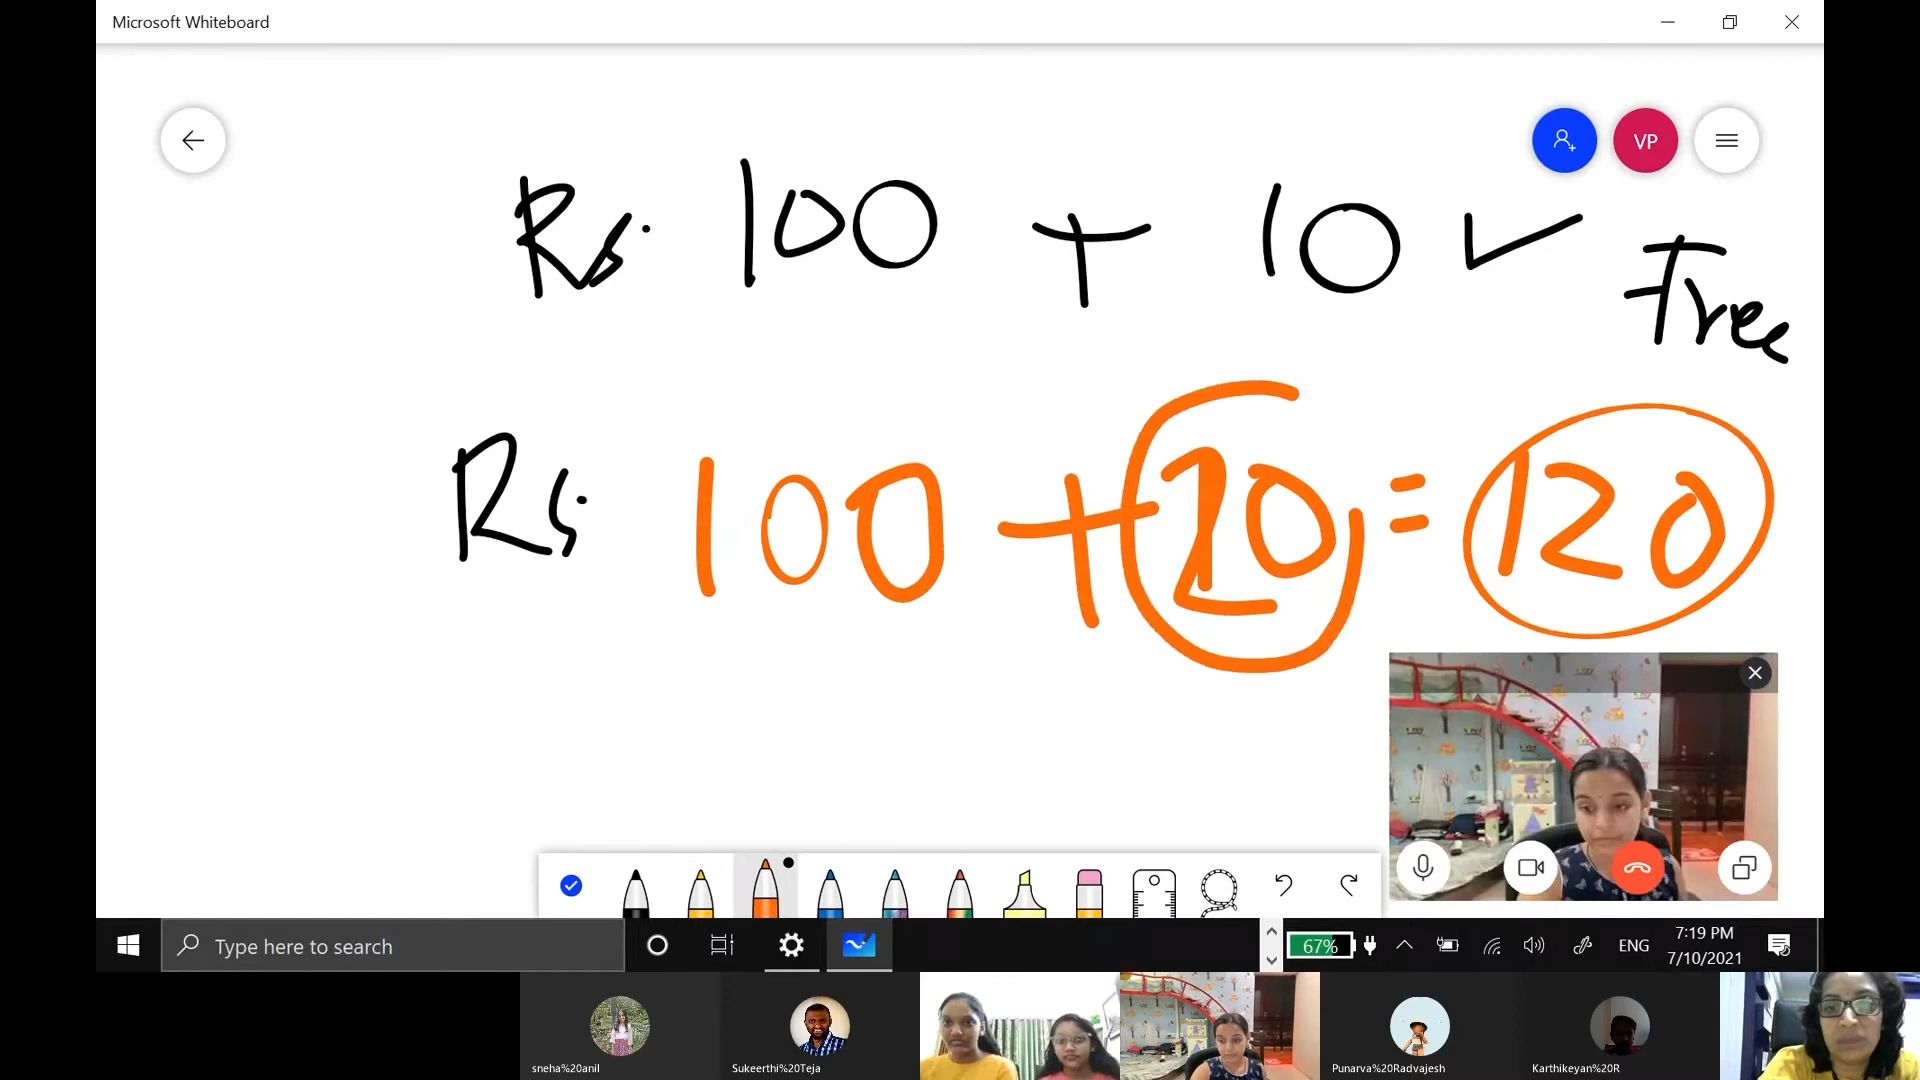 Microsoft Whiteboard
VP
Rs. 100 + 10 ✓ Free
Rs. 100 + 20 = 120
Type here to search
67%
ENG
7:19 PM
7/10/2021
sneha%20anil
Sukeerthi%20Teja
Punarva%20Radvajesh
Karthikeyan%20R